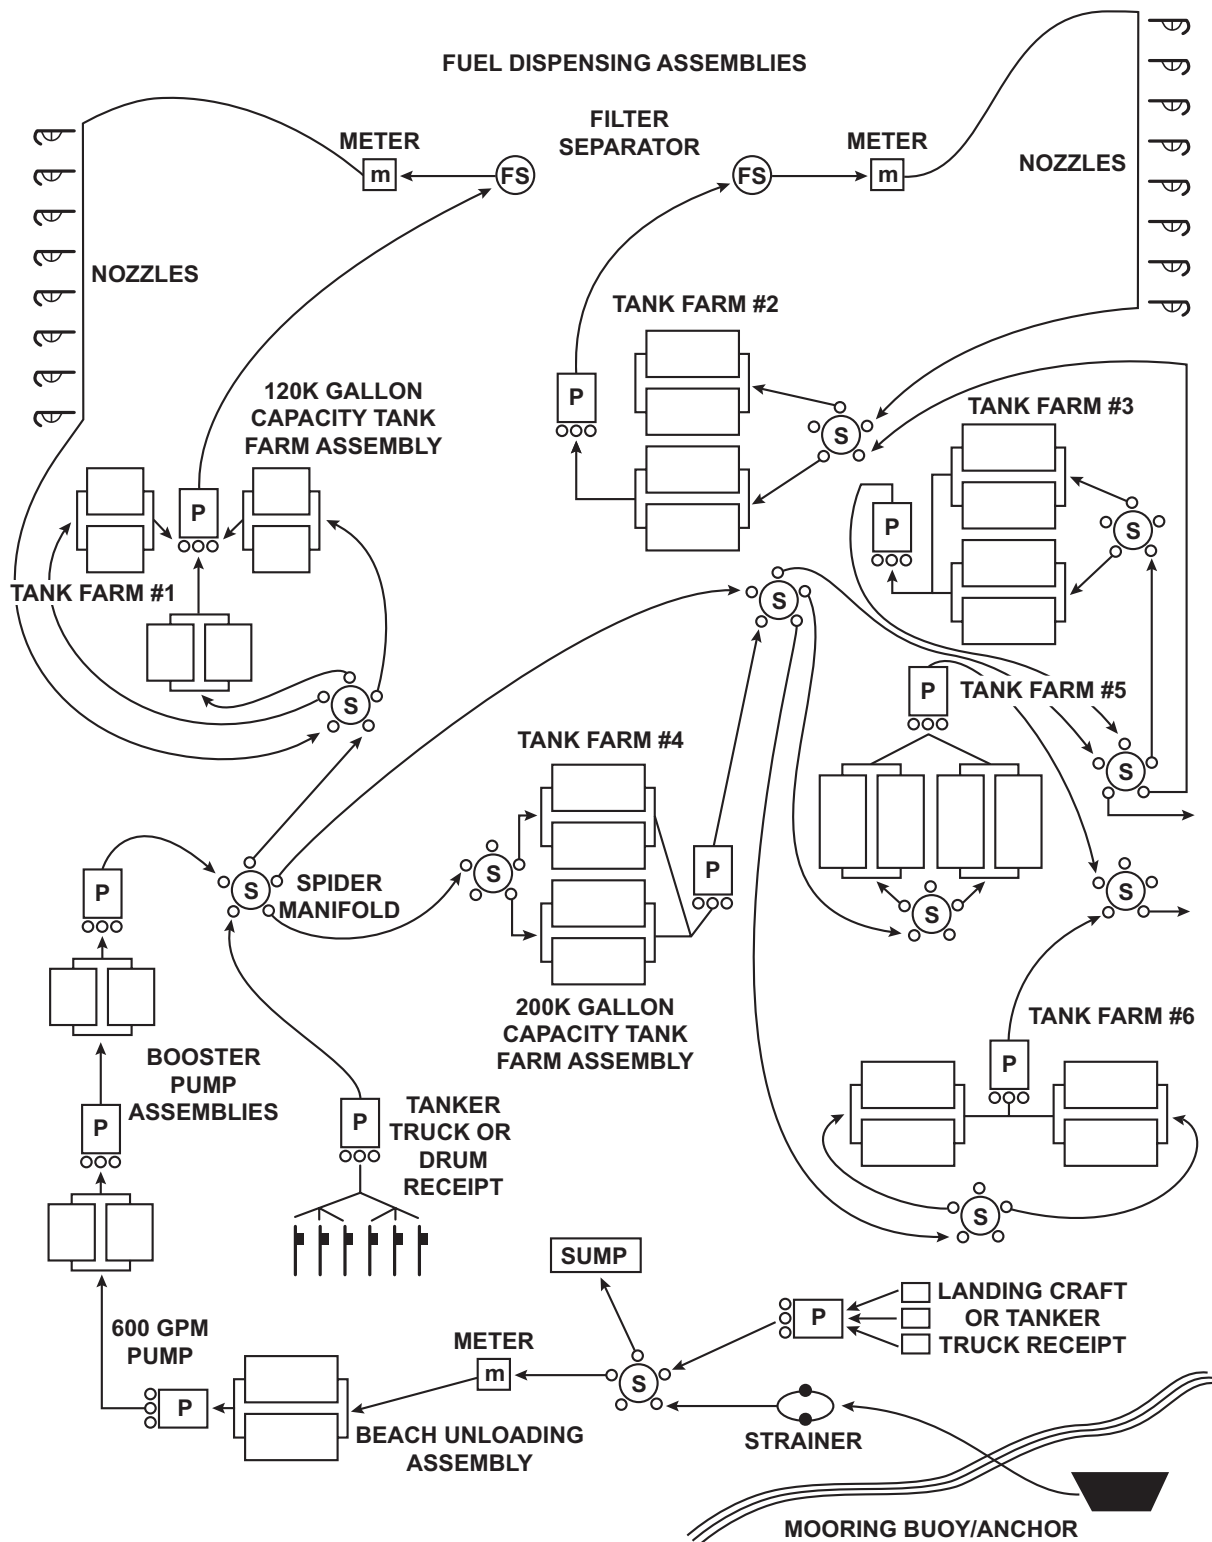 FUEL DISPENSING ASSEMBLIES
METER
m
FS
FILTER
SEPARATOR
FS
METER
m
NOZZLES
NOZZLES
120K GALLON
CAPACITY TANK
FARM ASSEMBLY
P
TANK FARM #1
S
TANK FARM #2
P
S
TANK FARM #3
P
S
S
TANK FARM #5
P
S
S
TANK FARM #4
S
P
200K GALLON
CAPACITY TANK
FARM ASSEMBLY
S
SPIDER
MANIFOLD
P
BOOSTER
PUMP
ASSEMBLIES
P
P
TANKER
TRUCK OR
DRUM
RECEIPT
S
TANK FARM #6
P
S
SUMP
P
LANDING CRAFT
OR TANKER
TRUCK RECEIPT
600 GPM
PUMP
P
METER
m
S
BEACH UNLOADING
ASSEMBLY
STRAINER
MOORING BUOY/ANCHOR